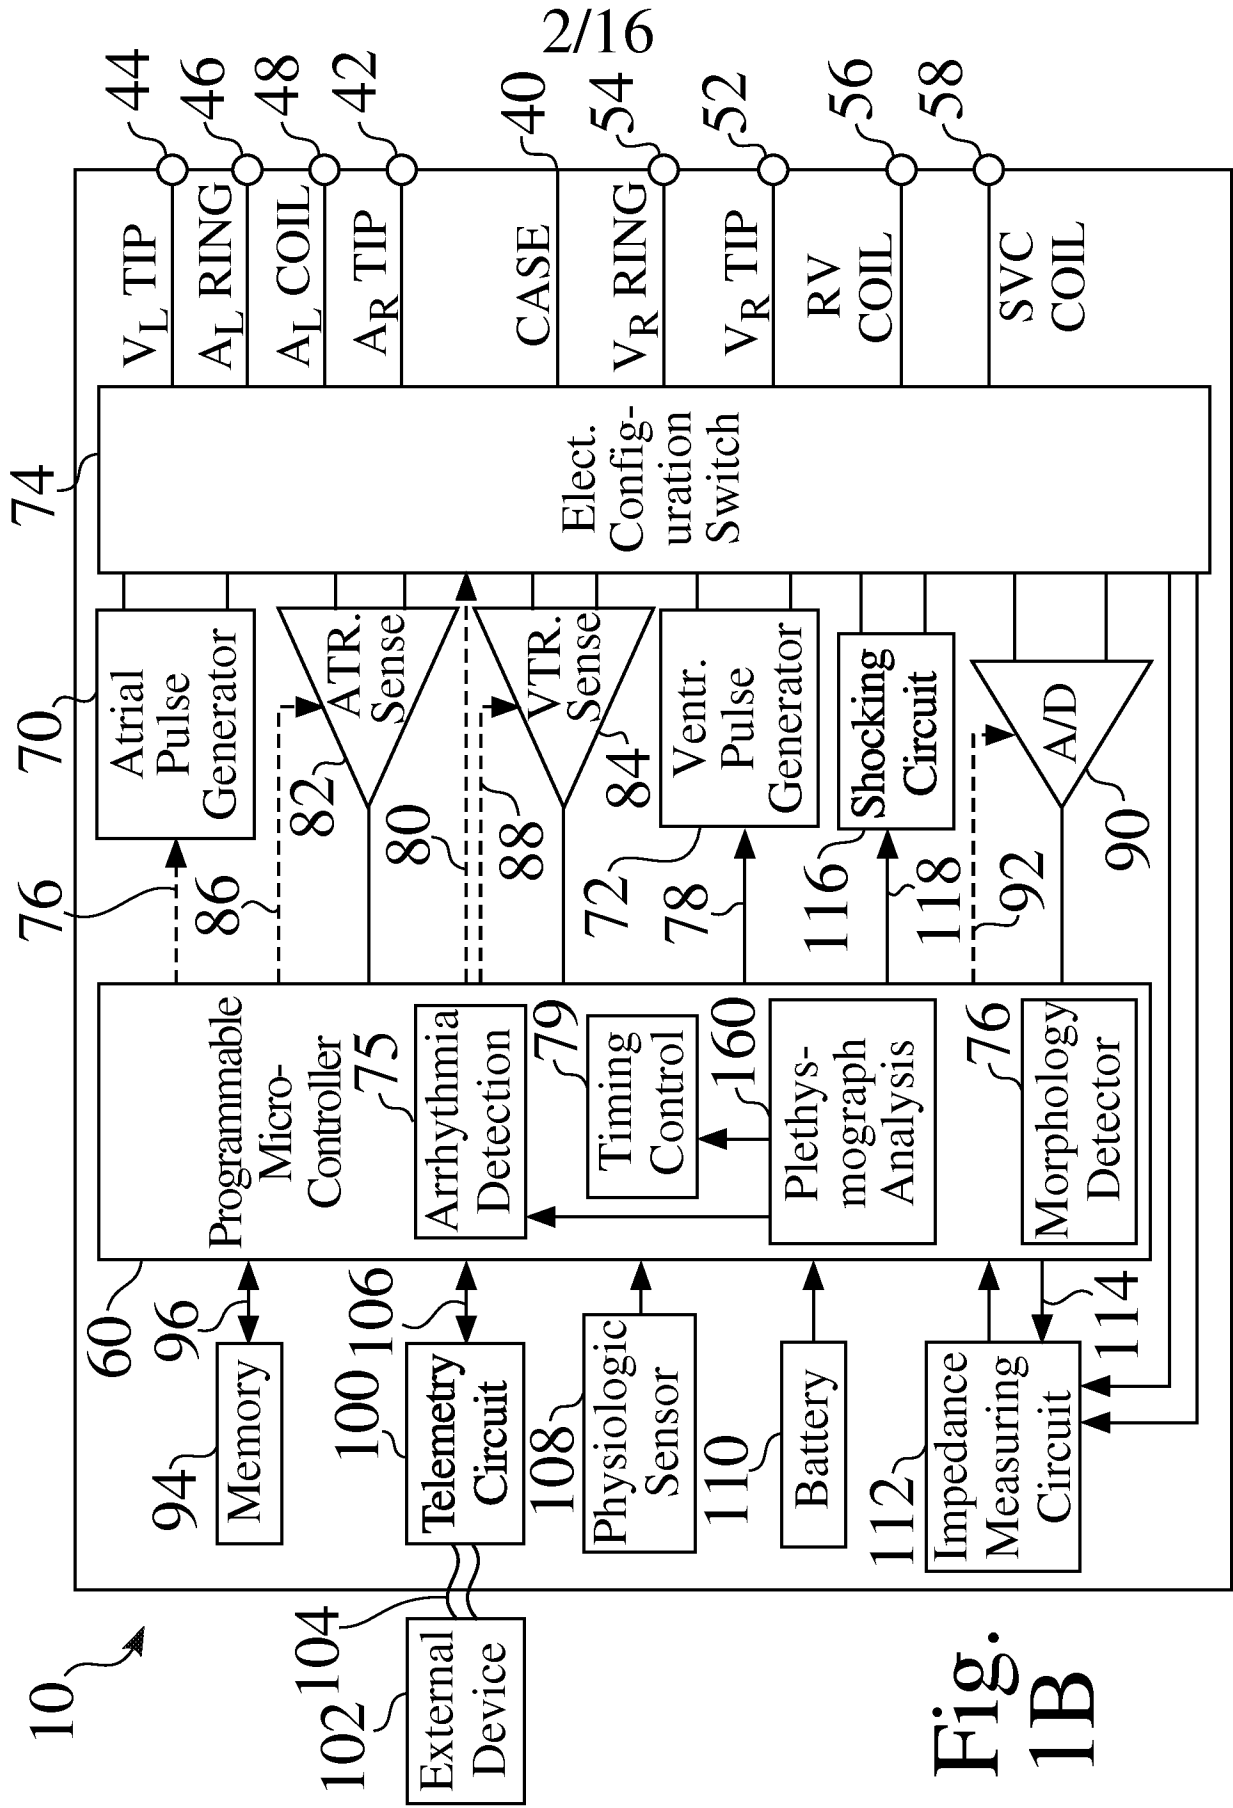 2/16
10
44
46
48
42
40
54
52
56
58
VL TIP
AL RING
AL COIL
AR TIP
CASE
VR RING
VR TIP
RV
COIL
SVC
COIL
74
Elect.
Config-
uration
Switch
70
Atrial
Pulse
Generator
76
82
ATR.
Sense
86
80
VTR.
Sense
84
88
72
Ventr.
Pulse
Generator
78
116
Shocking
Circuit
118
A/D
90
92
60
Programmable
Micro-
Controller
75
Arrhythmia
Detection
79
Timing
Control
160
Plethys-
mograph
Analysis
76
Morphology
Detector
94
Memory
96
100
Telemetry
Circuit
106
108
Physiologic
Sensor
110
Battery
112
Impedance
Measuring
Circuit
114
102
External
Device
104
Fig.
1B